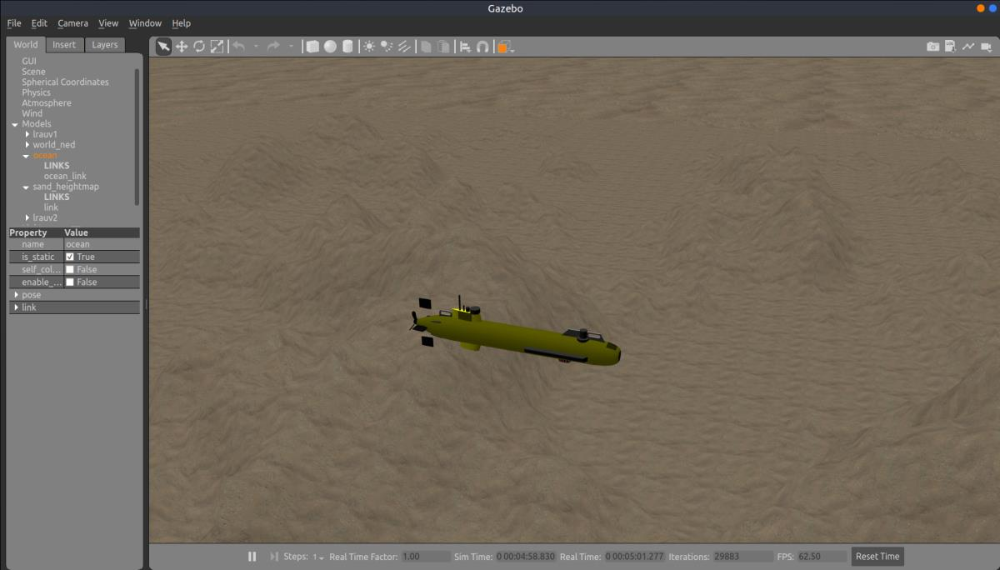 Gazebo
File Edit Camera View Window Help
World Insert Layers
GUI
Scene
Spherical Coordinates
Physics
Atmosphere
Wind
Models
lrauv1
world_ned
ocean
LINKS
ocean_link
sand_heightmap
LINKS
link
lrauv2
Property Value
name ocean
is_static True
self_col... False
enable_... False
pose
link
LOG
Steps: 1 Real Time Factor: 1.00 Sim Time: 0 00:04:58.830 Real Time: 0 00:05:01.277 Iterations: 29883 FPS: 62.50 Reset Time